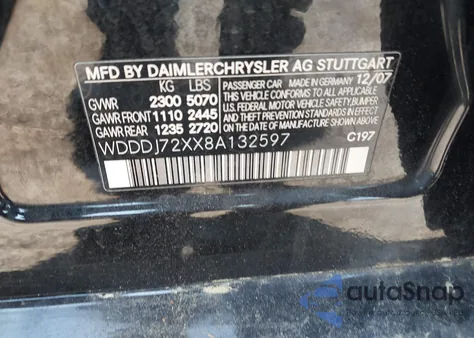 MFD BY DAIMLERCHRYSLER AG STUTTGART
KG LBS PASSENGER CAR MANUFACTURED IN 12/07
GVWR 2300 5070 THIS VEHICLE CONFORMS TO ALL APPLICABLE
GAWR FRONT 1110 2445 U.S. FEDERAL MOTOR VEHICLE SAFETY,BUMPER
GAWR REAR 1235 2720 AND THEFT PREVENTION STANDARDS IN EFFECT
ON THE DATE OF MANUFACTURE SHOWN ABOVE.
WDDDJ72XX8A132597 C197
autoSnap